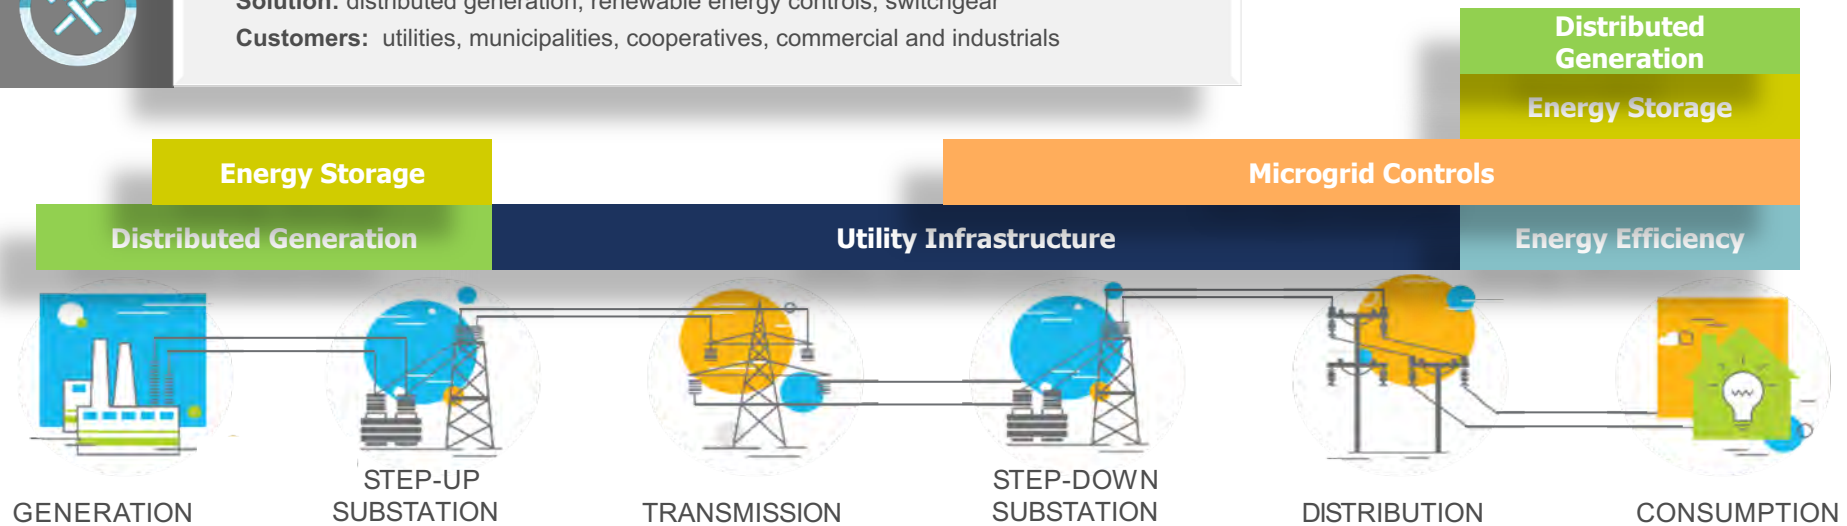 Solution: distributed generation, renewable energy controls, switchgear
Customers: utilities, municipalities, cooperatives, commercial and industrials
Distributed
Generation
Energy Storage
Energy Storage
Microgrid Controls
Distributed Generation
Utility Infrastructure
Energy Efficiency
GENERATION
STEP-UP
SUBSTATION
TRANSMISSION
STEP-DOWN
SUBSTATION
DISTRIBUTION
CONSUMPTION